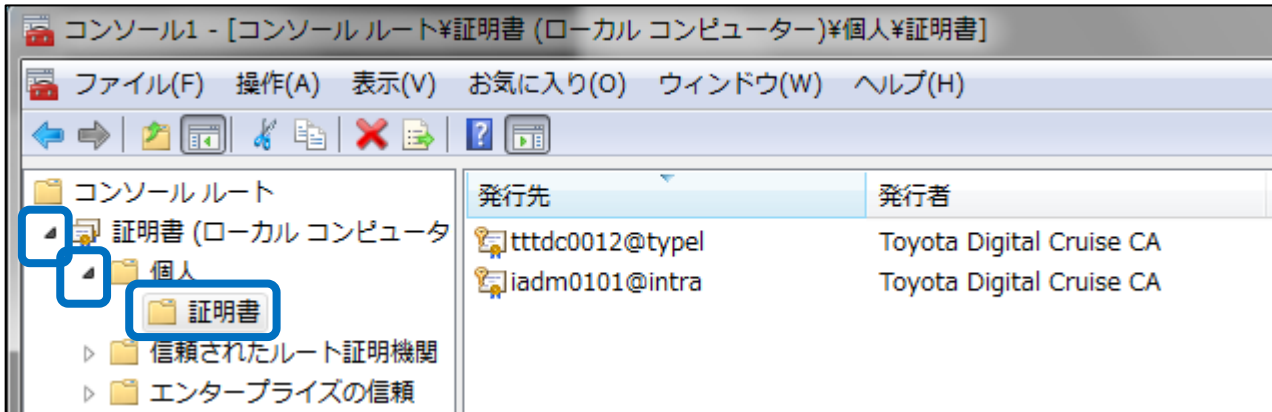 コンソール1 - [コンソール ルート¥証明書 (ローカル コンピューター)¥個人¥証明書]
ファイル(F) 操作(A) 表示(V) お気に入り(O) ウィンドウ(W) ヘルプ(H)
コンソール ルート
証明書 (ローカル コンピュータ
個人
証明書
信頼されたルート証明機関
エンタープライズの信頼
発行先 発行者
tttdc0012@typel Toyota Digital Cruise CA
iadm0101@intra Toyota Digital Cruise CA